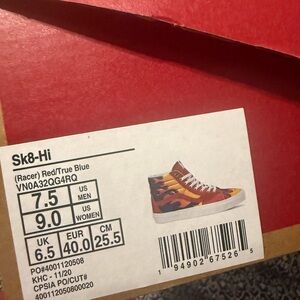 Sk8-Hi
(Racer) Red/True Blue
VN0A32QG4RQ
7.5 US MEN
9.0 US WOMEN
UK 6.5 EUR 40.0 CM 25.5
PO#4001120508
KHC - 11/20
CPSIA PO/CUT#
400112050800020
1 94902 67526 5